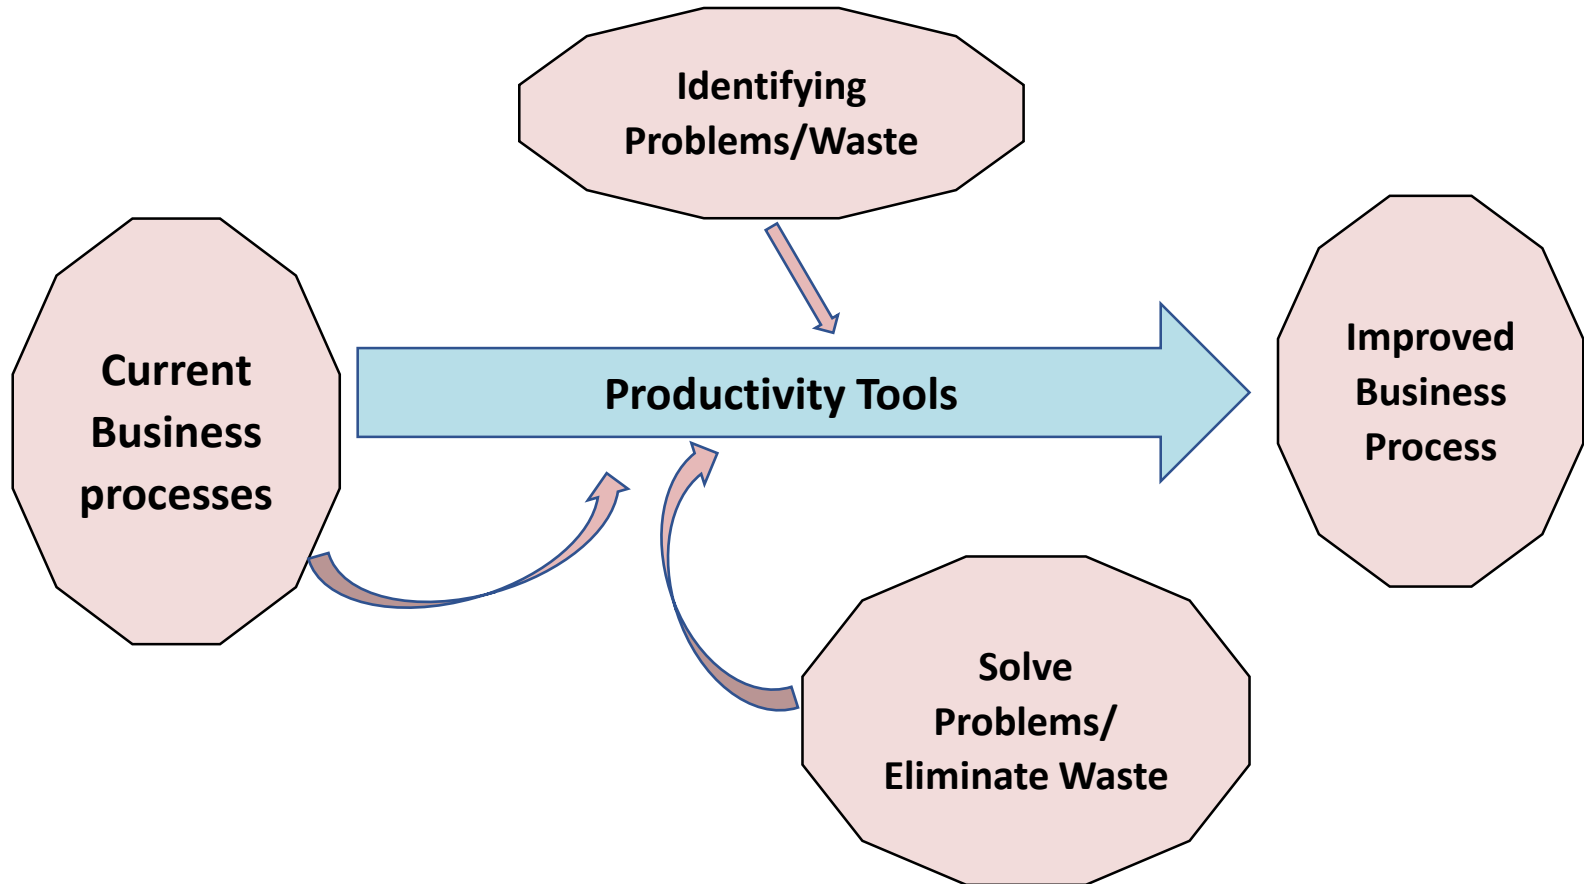 Identifying
Problems/Waste
Current
Business
processes
Productivity Tools
Improved
Business
Process
Solve
Problems/
Eliminate Waste